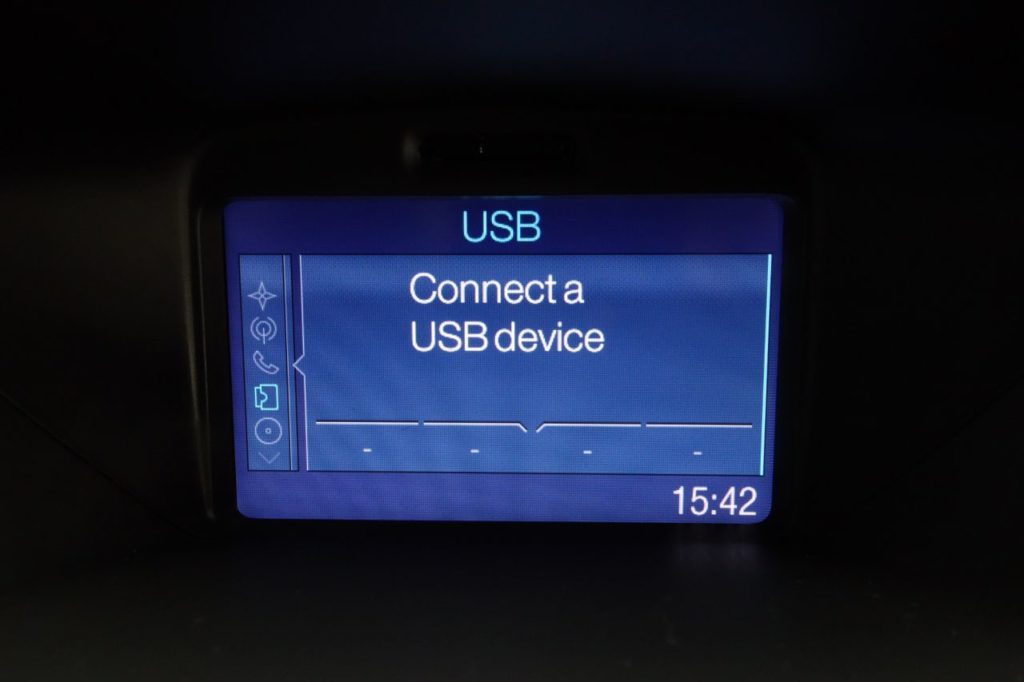 USB
Connect a
USB device
- - - -
15:42